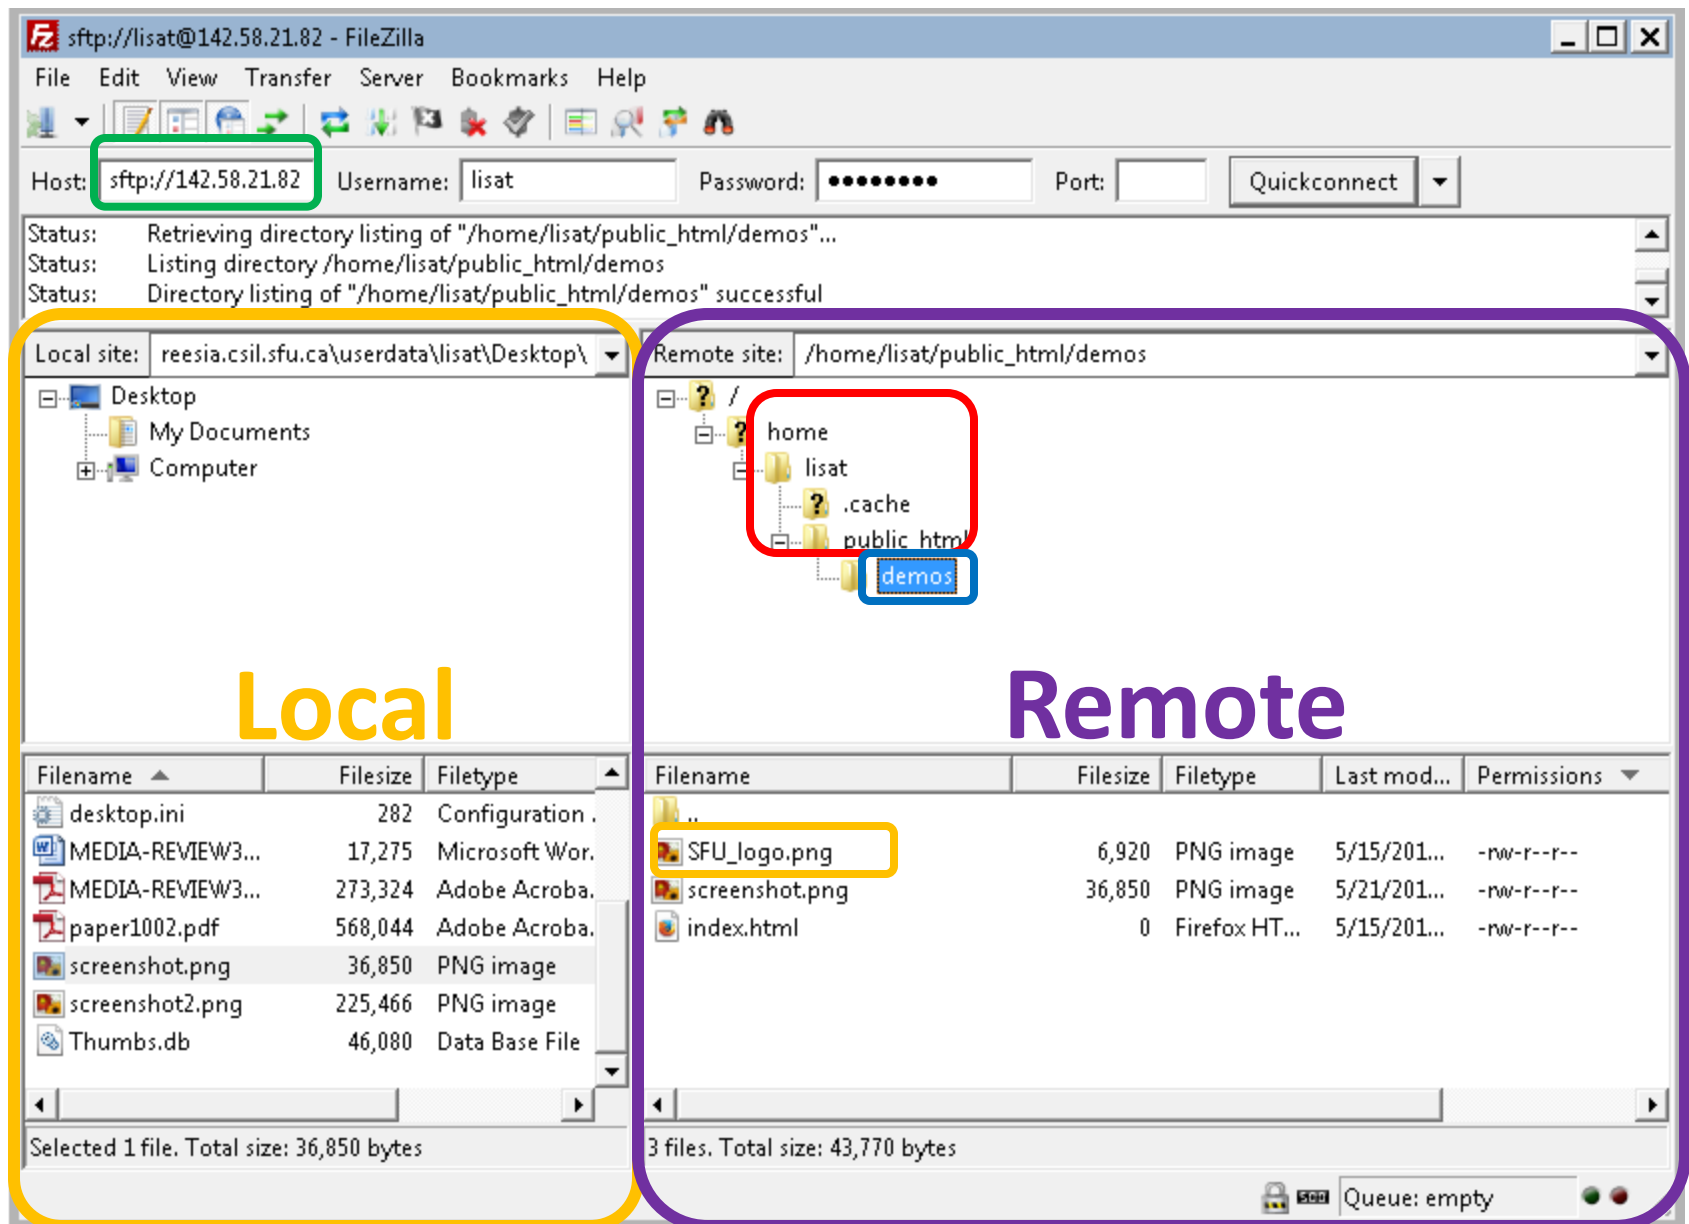 sftp://lisat@142.58.21.82 - FileZilla
File Edit View Transfer Server Bookmarks Help
Host: sftp://142.58.21.82 Username: lisat Password: ●●●●●●●● Port: Quickconnect
Status: Retrieving directory listing of "/home/lisat/public_html/demos"...
Status: Listing directory /home/lisat/public_html/demos
Status: Directory listing of "/home/lisat/public_html/demos" successful
Local site: reesia.csil.sfu.ca\userdata\lisat\Desktop\
Desktop
My Documents
Computer
Local
Filename Filesize Filetype
desktop.ini 282 Configuration .
MEDIA-REVIEW3... 17,275 Microsoft Wor.
MEDIA-REVIEW3... 273,324 Adobe Acroba.
paper1002.pdf 568,044 Adobe Acroba.
screenshot.png 36,850 PNG image
screenshot2.png 225,466 PNG image
Thumbs.db 46,080 Data Base File
Selected 1 file. Total size: 36,850 bytes
Remote site: /home/lisat/public_html/demos
/
home
lisat
.cache
public_html
demos
Remote
Filename Filesize Filetype Last mod... Permissions
..
SFU_logo.png 6,920 PNG image 5/15/201... -rw-r--r--
screenshot.png 36,850 PNG image 5/21/201... -rw-r--r--
index.html 0 Firefox HT... 5/15/201... -rw-r--r--
3 files. Total size: 43,770 bytes
Queue: empty